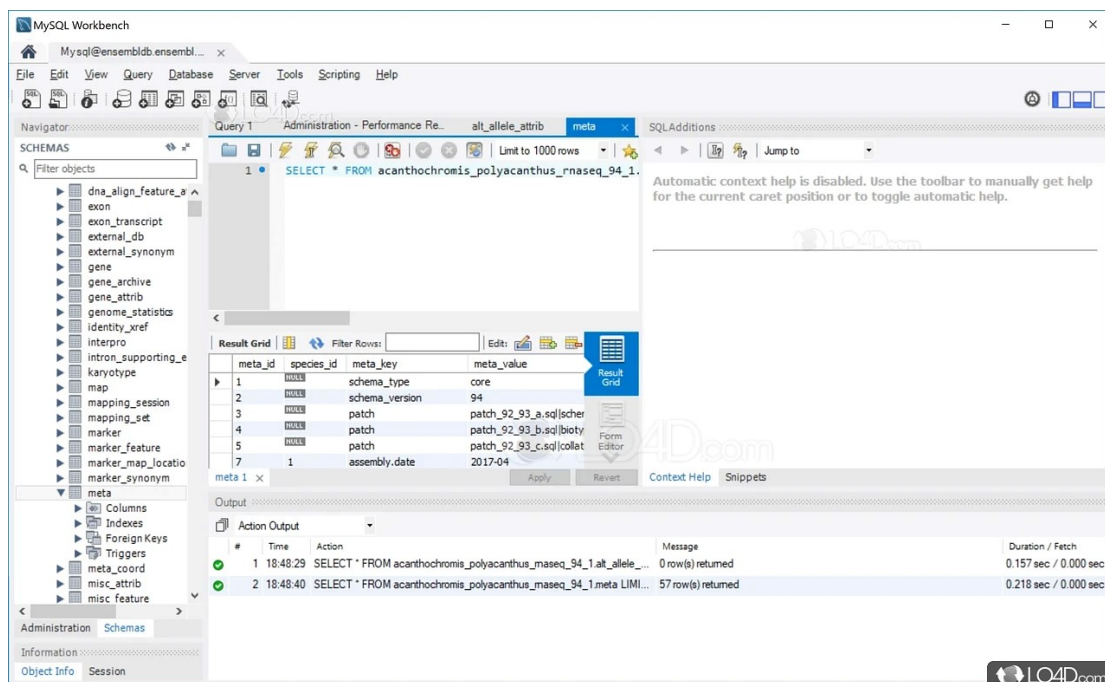 MySQL Workbench
Mysql@ensembldb.ensembl...
File Edit View Query Database Server Tools Scripting Help
LO4D.com
Navigator
SCHEMAS
Filter objects
dna_align_feature_a
exon
exon_transcript
external_db
external_synonym
gene
gene_archive
gene_attrib
genome_statistics
identity_xref
interpro
intron_supporting_e
karyotype
map
mapping_session
mapping_set
marker
marker_feature
marker_map_locatio
marker_synonym
meta
Columns
Indexes
Foreign Keys
Triggers
meta_coord
misc_attrib
misc_feature
Administration Schemas
Information
Object Info Session
Query 1 Administration - Performance Re... alt_allele_attrib meta
Limit to 1000 rows
1 SELECT * FROM acanthochromis_polyacanthus_rnaseq_94_1.
Result Grid Filter Rows: Edit:
meta_id species_id meta_key meta_value
1 NULL schema_type core
2 NULL schema_version 94
3 NULL patch patch_92_93_a.sql|scher
4 NULL patch patch_92_93_b.sql|bioty
5 NULL patch patch_92_93_c.sql|collat
7 1 assembly.date 2017-04
Result Grid
Form Editor
meta 1 Apply Revert
SQLAdditions
Jump to
Automatic context help is disabled. Use the toolbar to manually get help
for the current caret position or to toggle automatic help.
LO4D.com
LO4D.com
Context Help Snippets
Output
Action Output
# Time Action Message Duration / Fetch
1 18:48:29 SELECT * FROM acanthochromis_polyacanthus_rnaseq_94_1.alt_allele_... 0 row(s) returned 0.157 sec / 0.000 sec
2 18:48:40 SELECT * FROM acanthochromis_polyacanthus_rnaseq_94_1.meta LIMI... 57 row(s) returned 0.218 sec / 0.000 sec
LO4D.com